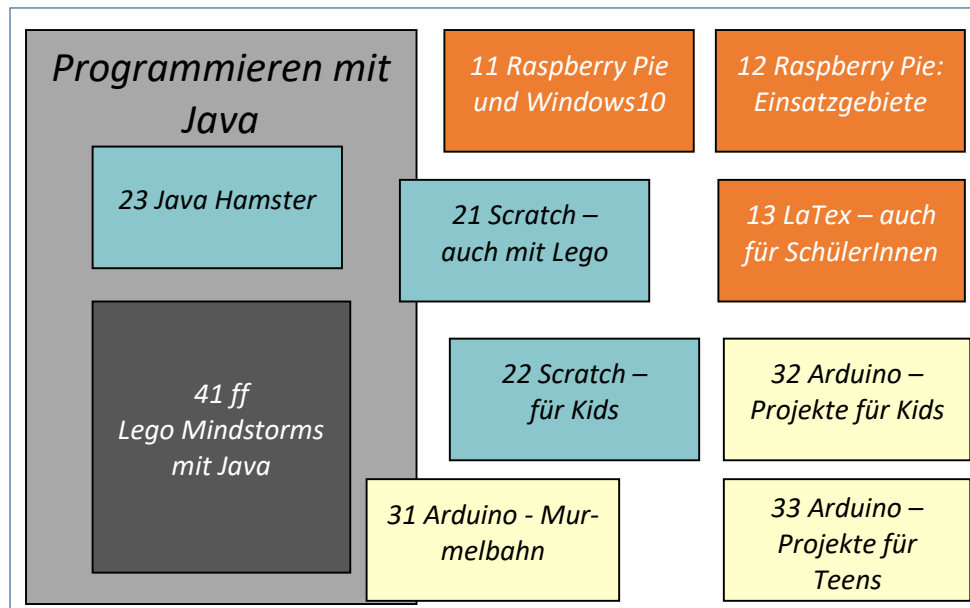 Programmieren mit
Java
11 Raspberry Pie
und Windows10
12 Raspberry Pie:
Einsatzgebiete
23 Java Hamster
21 Scratch –
auch mit Lego
13 LaTex – auch
für SchülerInnen
41 ff
Lego Mindstorms
mit Java
22 Scratch –
für Kids
32 Arduino –
Projekte für Kids
31 Arduino - Mur-
melbahn
33 Arduino –
Projekte für
Teens